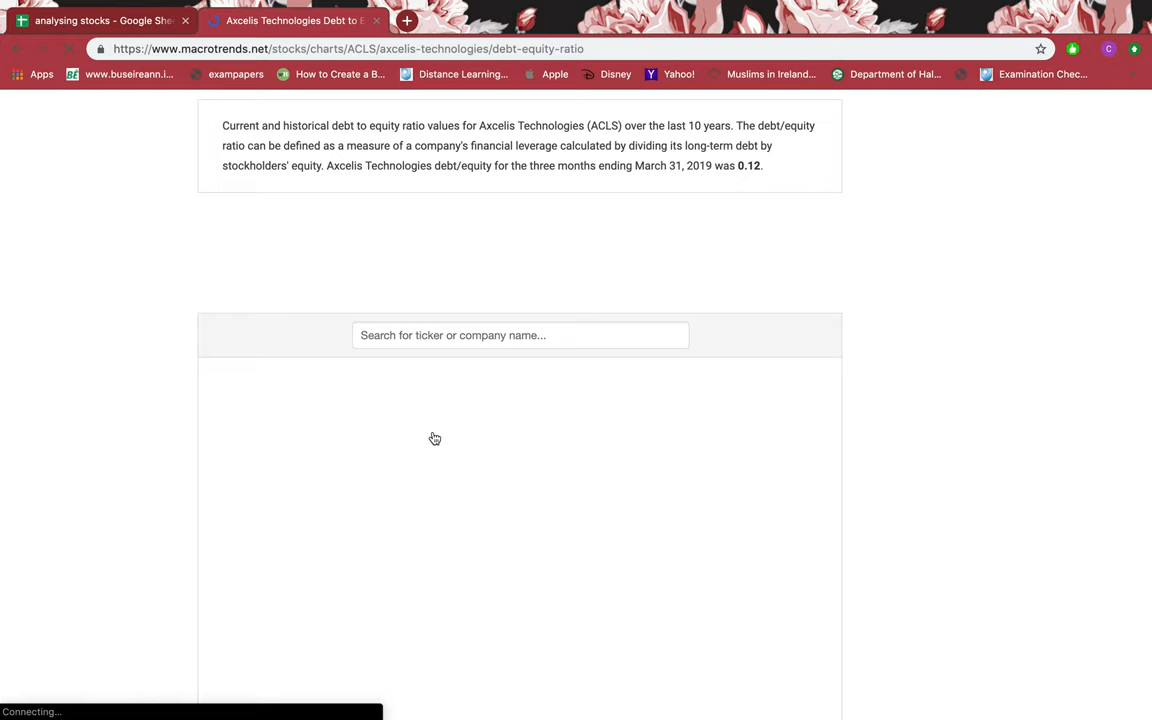 analysing stocks - Google She
Axcelis Technologies Debt to E
https://www.macrotrends.net/stocks/charts/ACLS/axcelis-technologies/debt-equity-ratio
C
Apps
BÉ www.buseireann.i...
exampapers
How to Create a B...
Distance Learning...
Apple
Disney
Yahoo!
Muslims in Ireland...
Department of Hal...
Examination Chec...
Current and historical debt to equity ratio values for Axcelis Technologies (ACLS) over the last 10 years. The debt/equity
ratio can be defined as a measure of a company's financial leverage calculated by dividing its long-term debt by
stockholders' equity. Axcelis Technologies debt/equity for the three months ending March 31, 2019 was 0.12.
Search for ticker or company name...
Connecting...